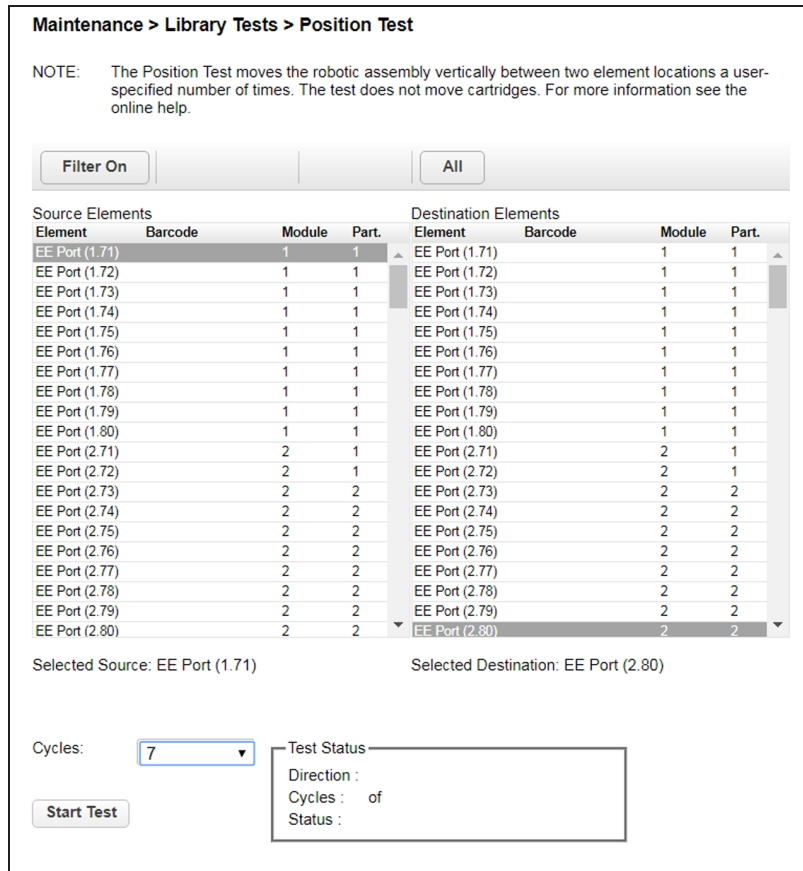 Maintenance > Library Tests > Position Test
NOTE: The Position Test moves the robotic assembly vertically between two element locations a user-
specified number of times. The test does not move cartridges. For more information see the
online help.
Filter On All
Source Elements Destination Elements
Element Barcode Module Part. Element Barcode Module Part.
EE Port (1.71) 1 1 EE Port (1.71) 1 1
EE Port (1.72) 1 1 EE Port (1.72) 1 1
EE Port (1.73) 1 1 EE Port (1.73) 1 1
EE Port (1.74) 1 1 EE Port (1.74) 1 1
EE Port (1.75) 1 1 EE Port (1.75) 1 1
EE Port (1.76) 1 1 EE Port (1.76) 1 1
EE Port (1.77) 1 1 EE Port (1.77) 1 1
EE Port (1.78) 1 1 EE Port (1.78) 1 1
EE Port (1.79) 1 1 EE Port (1.79) 1 1
EE Port (1.80) 1 1 EE Port (1.80) 1 1
EE Port (2.71) 2 1 EE Port (2.71) 2 1
EE Port (2.72) 2 1 EE Port (2.72) 2 1
EE Port (2.73) 2 2 EE Port (2.73) 2 2
EE Port (2.74) 2 2 EE Port (2.74) 2 2
EE Port (2.75) 2 2 EE Port (2.75) 2 2
EE Port (2.76) 2 2 EE Port (2.76) 2 2
EE Port (2.77) 2 2 EE Port (2.77) 2 2
EE Port (2.78) 2 2 EE Port (2.78) 2 2
EE Port (2.79) 2 2 EE Port (2.79) 2 2
EE Port (2.80) 2 2 EE Port (2.80) 2 2
Selected Source: EE Port (1.71) Selected Destination: EE Port (2.80)
Cycles: 7
Test Status
Direction :
Cycles : of
Status :
Start Test